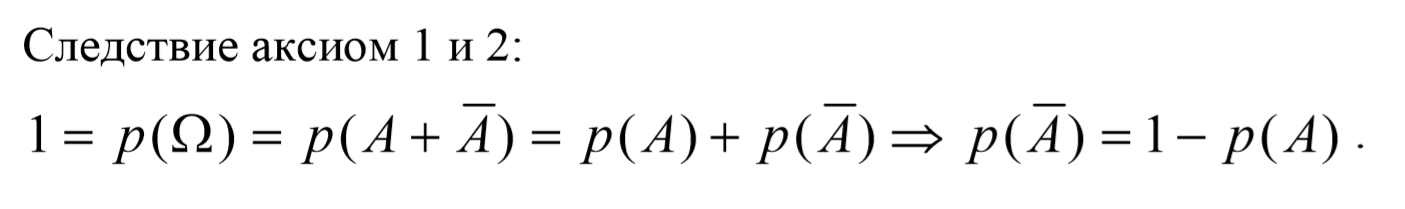 Следствие аксиом 1 и 2:
1 = p(Ω) = p(A + A̅) = p(A) + p(A̅) ⇒ p(A̅) = 1 − p(A) .